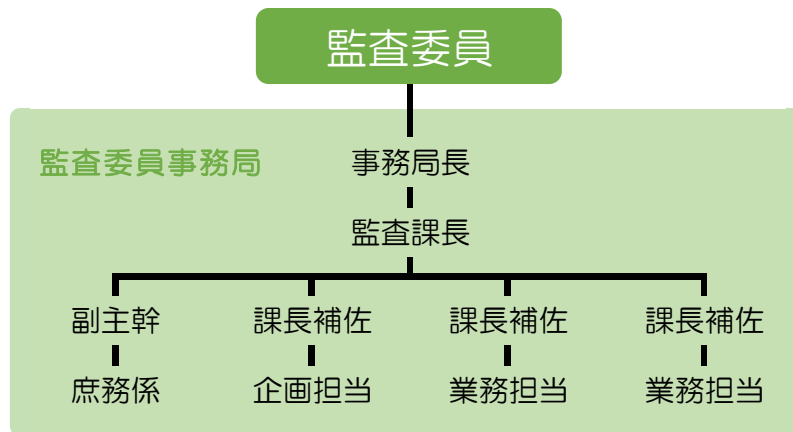 監査委員
監査委員事務局
事務局長
監査課長
副主幹 課長補佐 課長補佐 課長補佐
庶務係 企画担当 業務担当 業務担当